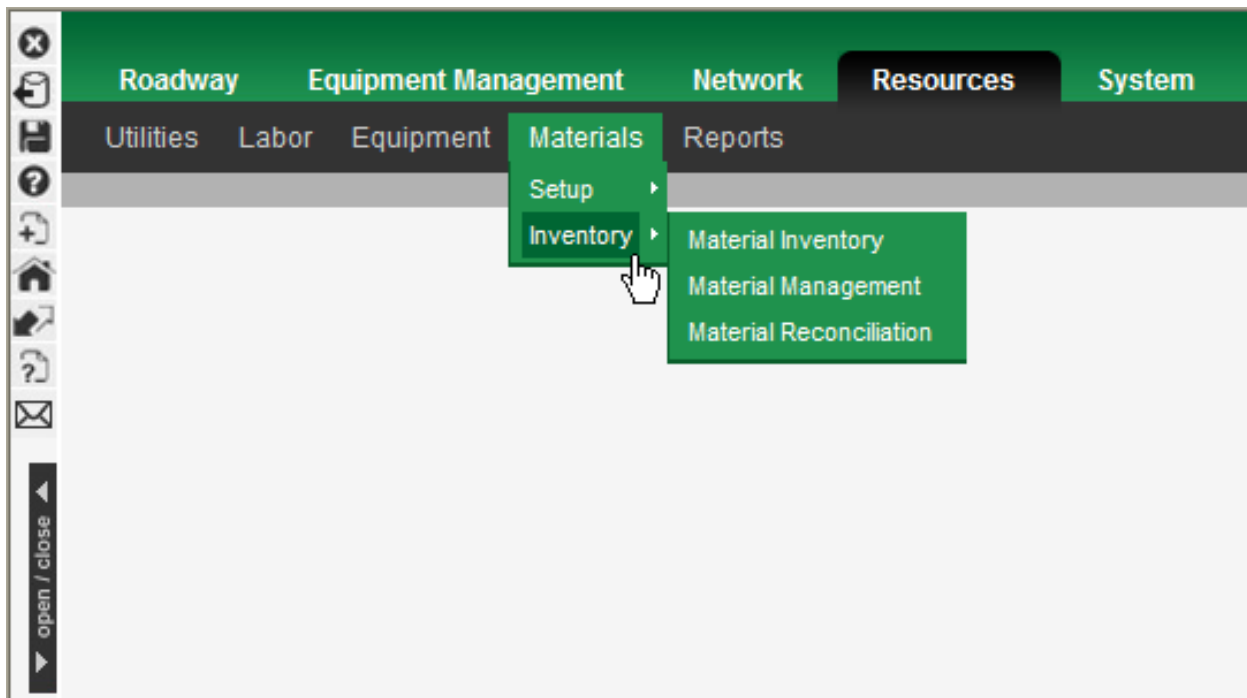 Roadway Equipment Management Network Resources System
Utilities Labor Equipment Materials Reports
Setup
Inventory
Material Inventory
Material Management
Material Reconciliation
open / close